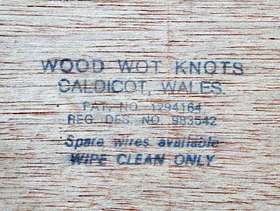 WOOD WOT KNOTS
CALDICOT, WALES
PAT. NO. 1294164
REG. DES. NO. 983542
Spare wires available
WIPE CLEAN ONLY